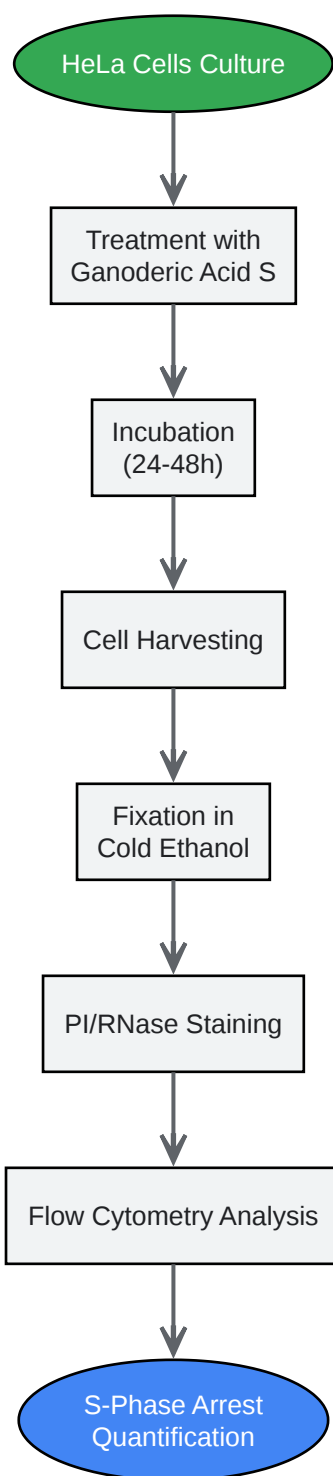 HeLa Cells Culture
Treatment with
Ganoderic Acid S
Incubation
(24-48h)
Cell Harvesting
Fixation in
Cold Ethanol
PI/RNase Staining
Flow Cytometry Analysis
S-Phase Arrest
Quantification